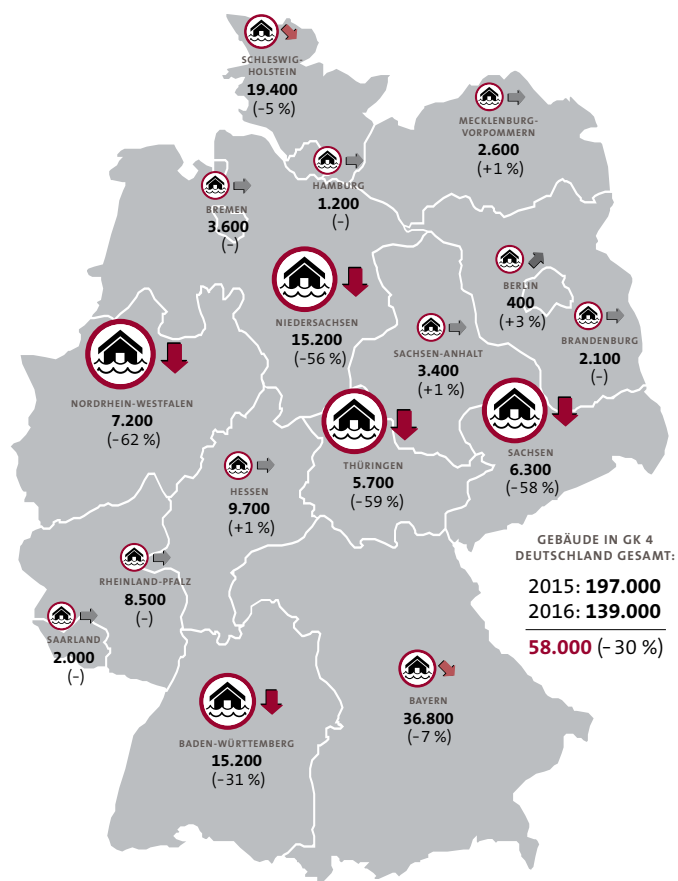 SCHLESWIG-
HOLSTEIN
19.400
(-5 %)
MECKLENBURG-
VORPOMMERN
2.600
(+1 %)
HAMBURG
1.200
(-)
BREMEN
3.600
(-)
BERLIN
400
(+3 %)
NIEDERSACHSEN
15.200
(-56 %)
BRANDENBURG
2.100
(-)
SACHSEN-ANHALT
3.400
(+1 %)
NORDRHEIN-WESTFALEN
7.200
(-62 %)
SACHSEN
6.300
(-58 %)
THÜRINGEN
5.700
(-59 %)
HESSEN
9.700
(+1 %)
GEBÄUDE IN GK 4
DEUTSCHLAND GESAMT:
2015: 197.000
2016: 139.000
58.000 (-30 %)
RHEINLAND-PFALZ
8.500
(-)
SAARLAND
2.000
(-)
BAYERN
36.800
(-7 %)
BADEN-WÜRTTEMBERG
15.200
(-31 %)